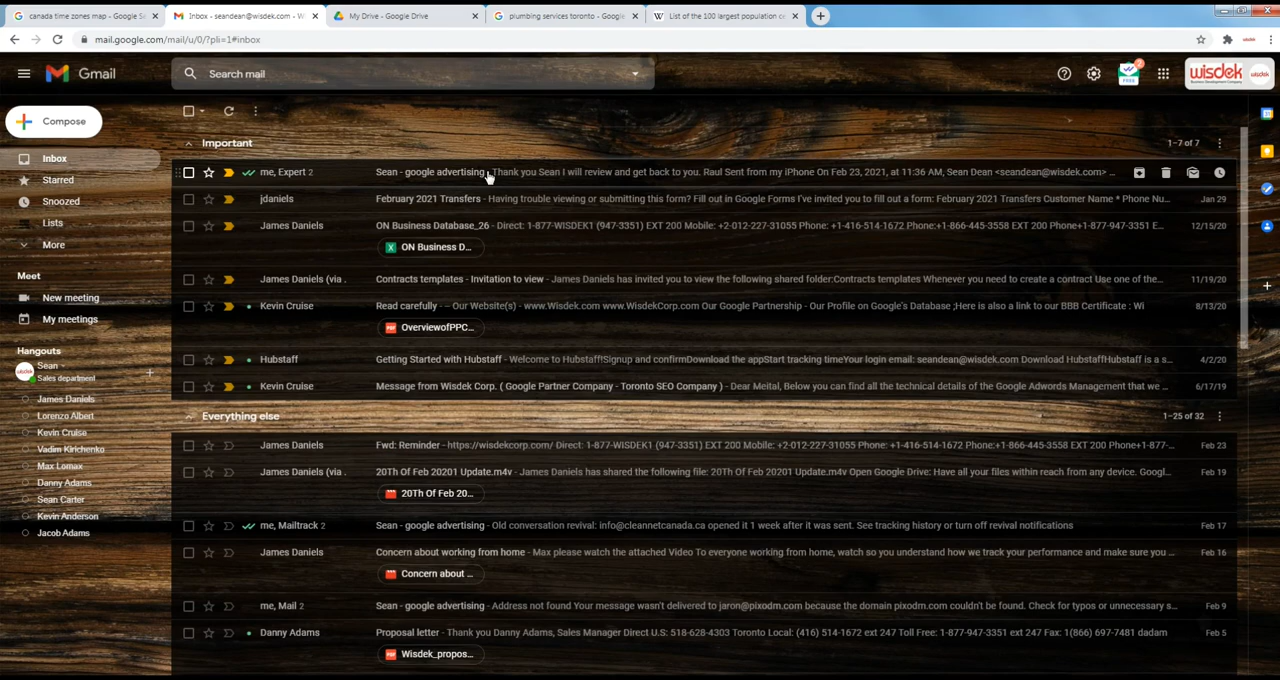 canada time zones map - Google S
Inbox - seandean@wisdek.com - W
My Drive - Google Drive
plumbing services toronto - Google
List of the 100 largest population ce
mail.google.com/mail/u/0/?pli=1#inbox
Gmail
Search mail
FREE
wisdek
Business Development Company
wisdek
Compose
Inbox
Starred
Snoozed
Lists
More
Meet
New meeting
My meetings
Hangouts
Sean
Sales department
James Daniels
Lorenzo Albert
Kevin Cruise
Vadim Kirichenko
Max Lomax
Danny Adams
Sean Carter
Kevin Anderson
Jacob Adams
Important 1–7 of 7
me, Expert 2 Sean - google advertising - Thank you Sean I will review and get back to you. Raul Sent from my iPhone On Feb 23, 2021, at 11:36 AM, Sean Dean <seandean@wisdek.com> ...
jdaniels February 2021 Transfers - Having trouble viewing or submitting this form? Fill out in Google Forms I've invited you to fill out a form: February 2021 Transfers Customer Name * Phone Nu... Jan 29
James Daniels ON Business Database_26 - Direct: 1-877-WISDEK1 (947-3351) EXT 200 Mobile: +2-012-227-31055 Phone: +1-416-514-1672 Phone:+1-866-445-3558 EXT 200 Phone+1-877-947-3351 E... 12/15/20
ON Business D...
James Daniels (via . Contracts templates - Invitation to view - James Daniels has invited you to view the following shared folder:Contracts templates Whenever you need to create a contract Use one of the... 11/19/20
Kevin Cruise Read carefully - -- Our Website(s) - www.Wisdek.com www.WisdekCorp.com Our Google Partnership - Our Profile on Google's Database ;Here is also a link to our BBB Certificate : Wi 8/13/20
OverviewofPPC...
Hubstaff Getting Started with Hubstaff - Welcome to Hubstaff!Signup and confirmDownload the appStart tracking timeYour login email: seandean@wisdek.com Download HubstaffHubstaff is a s... 4/2/20
Kevin Cruise Message from Wisdek Corp. ( Google Partner Company - Toronto SEO Company ) - Dear Meital, Below you can find all the technical details of the Google Adwords Management that we ... 6/17/19
Everything else 1–25 of 32
James Daniels Fwd: Reminder - https://wisdekcorp.com/ Direct: 1-877-WISDEK1 (947-3351) EXT 200 Mobile: +2-012-227-31055 Phone: +1-416-514-1672 Phone:+1-866-445-3558 EXT 200 Phone+1-877-... Feb 23
James Daniels (via . 20Th Of Feb 20201 Update.m4v - James Daniels has shared the following file: 20Th Of Feb 20201 Update.m4v Open Google Drive: Have all your files within reach from any device. Googl... Feb 19
20Th Of Feb 20...
me, Mailtrack 2 Sean - google advertising - Old conversation revival: info@cleannetcanada.ca opened it 1 week after it was sent. See tracking history or turn off revival notifications Feb 17
James Daniels Concern about working from home - Max please watch the attached Video To everyone working from home, watch so you understand how we track your performance and make sure you ... Feb 16
Concern about ...
me, Mail 2 Sean - google advertising - Address not found Your message wasn't delivered to jaron@pixodm.com because the domain pixodm.com couldn't be found. Check for typos or unnecessary s... Feb 9
Danny Adams Proposal letter - Thank you Danny Adams, Sales Manager Direct U.S: 518-628-4303 Toronto Local: (416) 514-1672 ext 247 Toll Free: 1-877-947-3351 ext 247 Fax: 1(866) 697-7481 dadam Feb 5
Wisdek_propos...